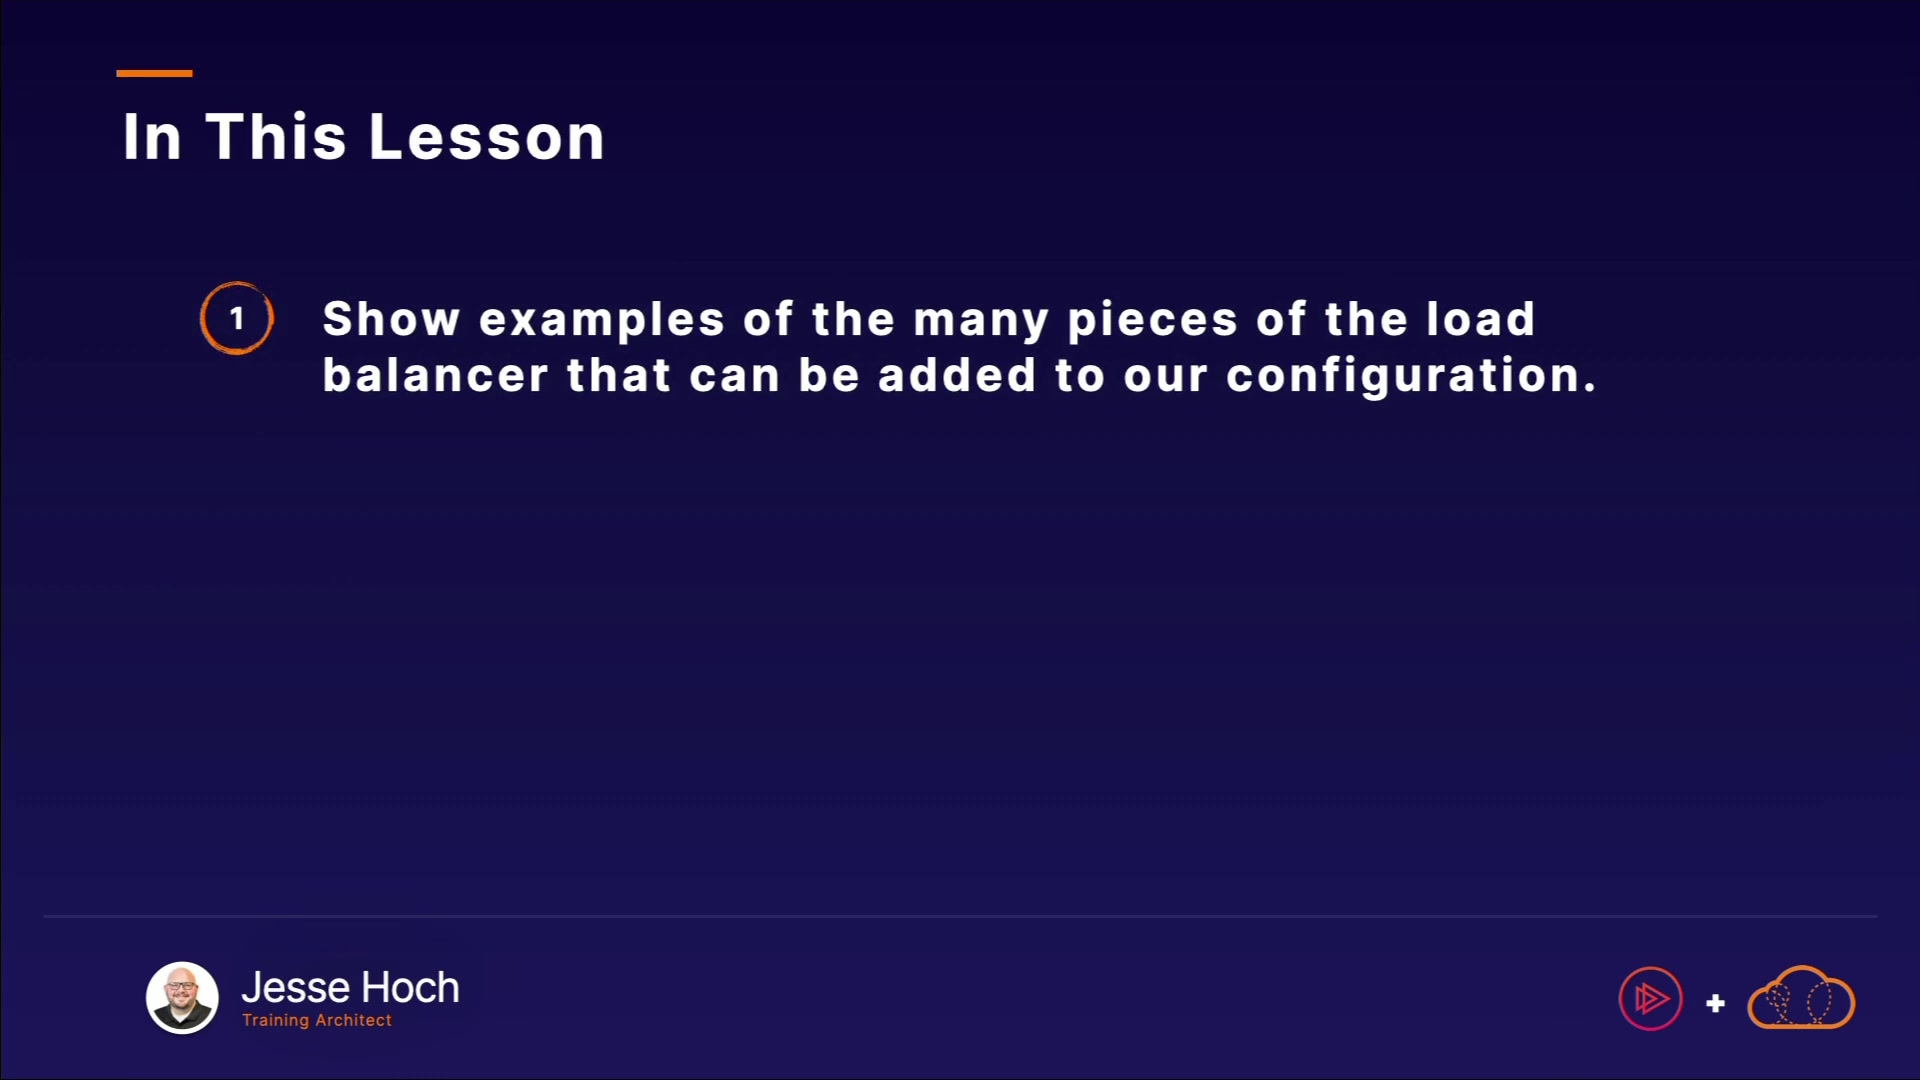 In This Lesson
1
Show examples of the many pieces of the load
balancer that can be added to our configuration.
Jesse Hoch
Training Architect
+